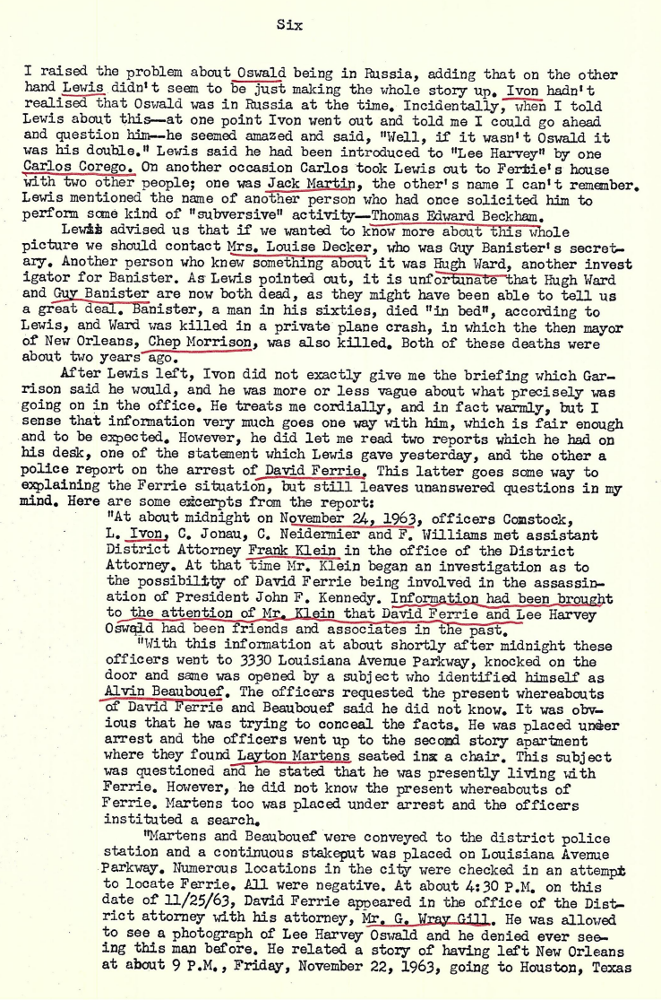 Six
I raised the problem about Oswald being in Russia, adding that on the other
hand Lewis didn't seem to be just making the whole story up. Ivon hadn't
realised that Oswald was in Russia at the time. Incidentally, when I told
Lewis about this—at one point Ivon went out and told me I could go ahead
and question him—he seemed amazed and said, "Well, if it wasn't Oswald it
was his double." Lewis said he had been introduced to "Lee Harvey" by one
Carlos Corego. On another occasion Carlos took Lewis out to Ferrie's house
with two other people; one was Jack Martin, the other's name I can't remember.
Lewis mentioned the name of another person who had once solicited him to
perform some kind of "subversive" activity—Thomas Edward Beckham.
Lewis advised us that if we wanted to know more about this whole
picture we should contact Mrs. Louise Decker, who was Guy Banister's secret-
ary. Another person who knew something about it was Hugh Ward, another invest
igator for Banister. As Lewis pointed out, it is unfortunate that Hugh Ward
and Guy Banister are now both dead, as they might have been able to tell us
a great deal. Banister, a man in his sixties, died "in bed", according to
Lewis, and Ward was killed in a private plane crash, in which the then mayor
of New Orleans, Chep Morrison, was also killed. Both of these deaths were
about two years ago.
After Lewis left, Ivon did not exactly give me the briefing which Gar-
rison said he would, and he was more or less vague about what precisely was
going on in the office. He treats me cordially, and in fact warmly, but I
sense that information very much goes one way with him, which is fair enough
and to be expected. However, he did let me read two reports which he had on
his desk, one of the statement which Lewis gave yesterday, and the other a
police report on the arrest of David Ferrie. This latter goes some way to
explaining the Ferrie situation, but still leaves unanswered questions in my
mind. Here are some excerpts from the report:
"At about midnight on November 24, 1963, officers Comstock,
L. Ivon, C. Jonau, C. Neidermier and F. Williams met assistant
District Attorney Frank Klein in the office of the District
Attorney. At that time Mr. Klein began an investigation as to
the possibility of David Ferrie being involved in the assassin-
ation of President John F. Kennedy. Information had been brought
to the attention of Mr. Klein that David Ferrie and Lee Harvey
Oswald had been friends and associates in the past.
"With this information at about shortly after midnight these
officers went to 3330 Louisiana Avenue Parkway, knocked on the
door and same was opened by a subject who identified himself as
Alvin Beaubouef. The officers requested the present whereabouts
of David Ferrie and Beaubouef said he did not know. It was obv-
ious that he was trying to conceal the facts. He was placed under
arrest and the officers went up to the second story apartment
where they found Layton Martens seated inx a chair. This subject
was questioned and he stated that he was presently living with
Ferrie. However, he did not know the present whereabouts of
Ferrie. Martens too was placed under arrest and the officers
instituted a search.
"Martens and Beaubouef were conveyed to the district police
station and a continuous stakeput was placed on Louisiana Avenue
Parkway. Numerous locations in the city were checked in an attempt
to locate Ferrie. All were negative. At about 4:30 P.M. on this
date of 11/25/63, David Ferrie appeared in the office of the Dist-
rict attorney with his attorney, Mr. G. Wray Gill. He was allowed
to see a photograph of Lee Harvey Oswald and he denied ever see-
ing this man before. He related a story of having left New Orleans
at about 9 P.M., Friday, November 22, 1963, going to Houston, Texas